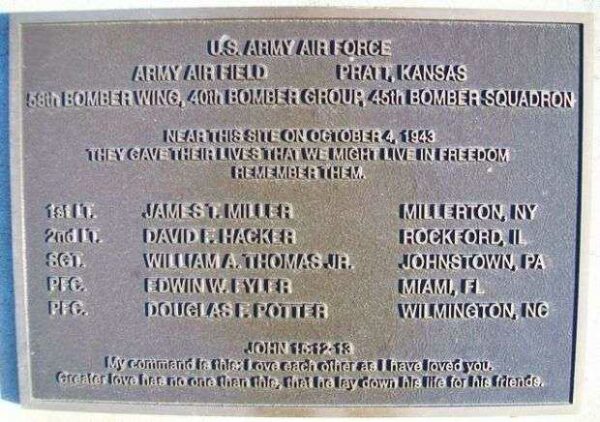 U.S. ARMY AIR FORCE
ARMY AIR FIELD PRATT, KANSAS
58th BOMBER WING, 40th BOMBER GROUP, 45th BOMBER SQUADRON
NEAR THIS SITE ON OCTOBER 4, 1943
THEY GAVE THEIR LIVES THAT WE MIGHT LIVE IN FREEDOM
REMEMBER THEM.
1st LT. JAMES T. MILLER MILLERTON, NY
2nd LT. DAVID F. HACKER ROCKFORD, IL
SGT. WILLIAM A. THOMAS JR. JOHNSTOWN, PA
PFC. EDWIN W. FYLER MIAMI, FL
PFC. DOUGLAS F. POTTER WILMINGTON, NC
JOHN 15:12-13
My command is this: Love each other as I have loved you.
Greater love has no one than this, that he lay down his life for his friends.